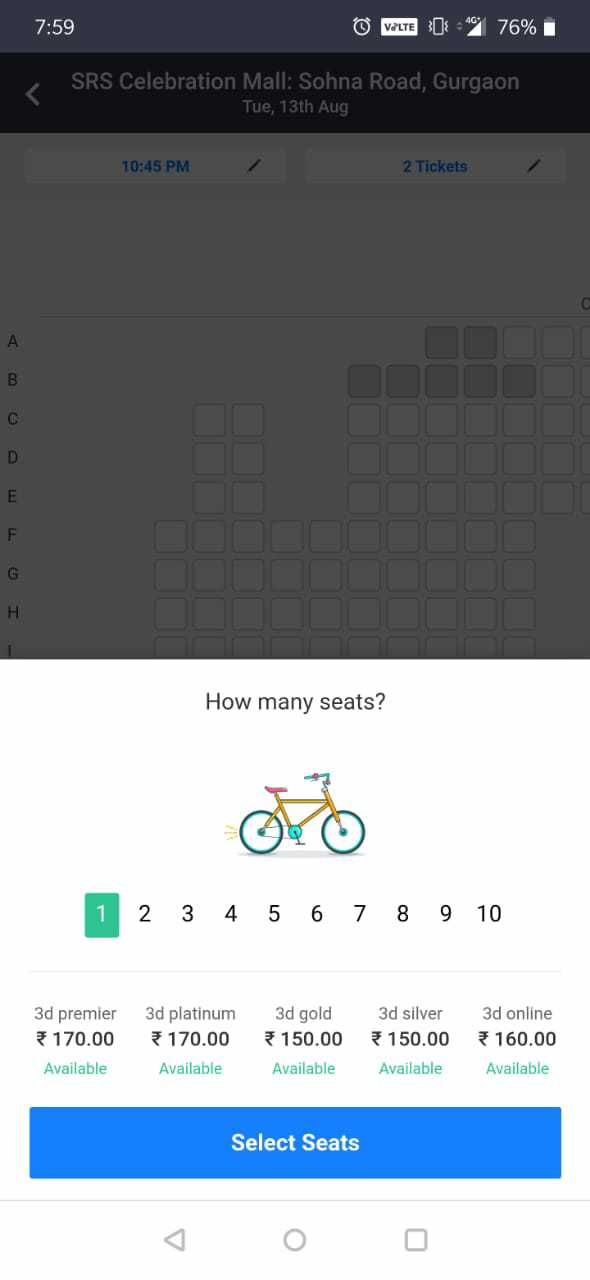 7:59
VoLTE
4G+
76%
SRS Celebration Mall: Sohna Road, Gurgaon
Tue, 13th Aug
10:45 PM
2 Tickets
A
B
C
D
E
F
G
H
I
How many seats?
1 2 3 4 5 6 7 8 9 10
3d premier 3d platinum 3d gold 3d silver 3d online
₹ 170.00 ₹ 170.00 ₹ 150.00 ₹ 150.00 ₹ 160.00
Available Available Available Available Available
Select Seats